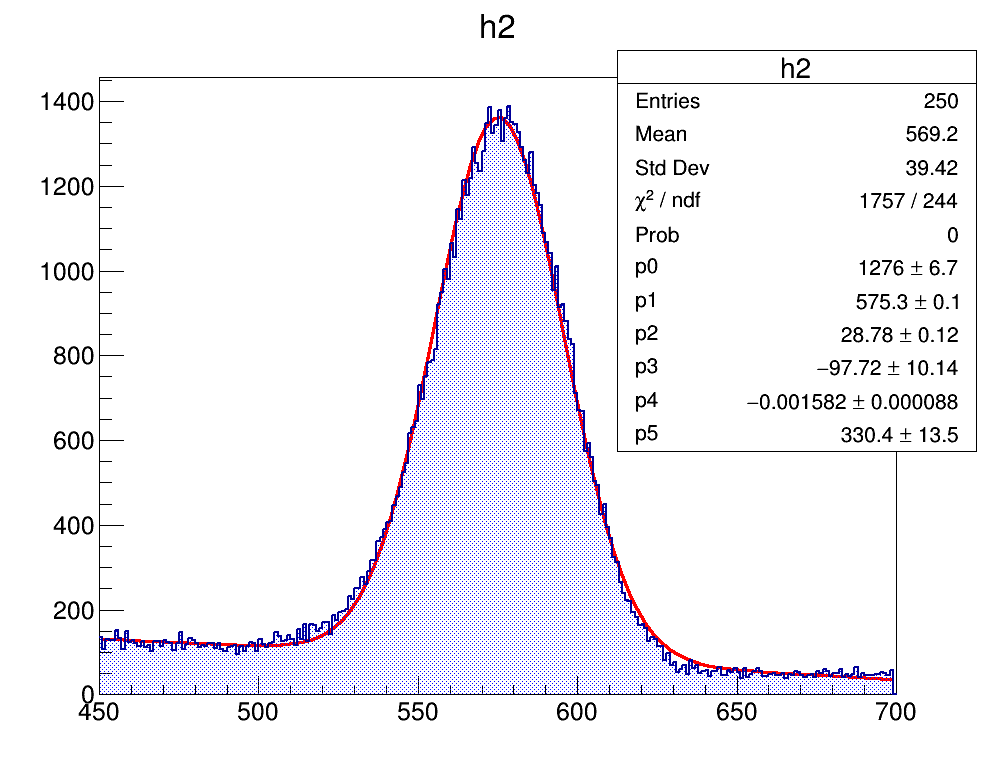 h2
h2
Entries 250
Mean 569.2
Std Dev 39.42
χ² / ndf 1757 / 244
Prob 0
p0 1276 ± 6.7
p1 575.3 ± 0.1
p2 28.78 ± 0.12
p3 −97.72 ± 10.14
p4 −0.001582 ± 0.000088
p5 330.4 ± 13.5
1400
1200
1000
800
600
400
200
0
450 500 550 600 650 700